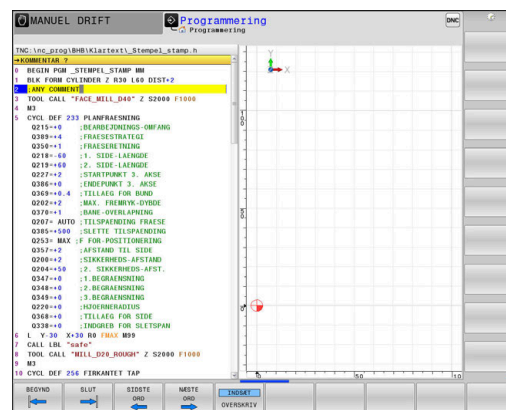 MANUEL DRIFT
Programmering
Programmering
DNC
TNC:\nc_prog\BHB\Klartext\_Stempel_stamp.h
→KOMMENTAR ?
0 BEGIN PGM _STEMPEL_STAMP MM
1 BLK FORM CYLINDER Z R30 L60 DIST+2
2 ;ANY COMMENT
3 TOOL CALL "FACE_MILL_D40" Z S2000 F1000
4 M3
5 CYCL DEF 233 PLANFRAESNING
Q215=+0 ;BEARBEJDNINGS-OMFANG
Q389=+4 ;FRAESESTRATEGI
Q350=+1 ;FRAESERETNING
Q218=-60 ;1. SIDE-LAENGDE
Q219=+60 ;2. SIDE-LAENGDE
Q227=+2 ;STARTPUNKT 3. AKSE
Q386=+0 ;ENDEPUNKT 3. AKSE
Q369=+0.4 ;TILLAEG FOR BUND
Q202=+2 ;MAX. FREMRYK-DYBDE
Q370=+1 ;BANE-OVERLAPNING
Q207= AUTO ;TILSPAENDING FRAESE
Q385=+500 ;SLETTE TILSPAENDING
Q253= MAX ;F FOR-POSITIONERING
Q357=+2 ;AFSTAND TIL SIDE
Q200=+2 ;SIKKERHEDS-AFSTAND
Q204=+50 ;2. SIKKERHEDS-AFST.
Q347=+0 ;1.BEGRAENSNING
Q348=+0 ;2.BEGRAENSNING
Q349=+0 ;3.BEGRAENSNING
Q220=+0 ;HJOERNERADIUS
Q368=+0 ;TILLAEG FOR SIDE
Q338=+0 ;INDGREB FOR SLETSPAN
6 L Y-30 X+30 R0 FMAX M99
7 CALL LBL "safe"
8 TOOL CALL "MILL_D20_ROUGH" Z S2000 F1000
9 M3
10 CYCL DEF 256 FIRKANTET TAP
Y
X
100
50
0
0
50
100
BEGYND
SLUT
SIDSTE
ORD
NÆSTE
ORD
INDSÆT
OVERSKRIV